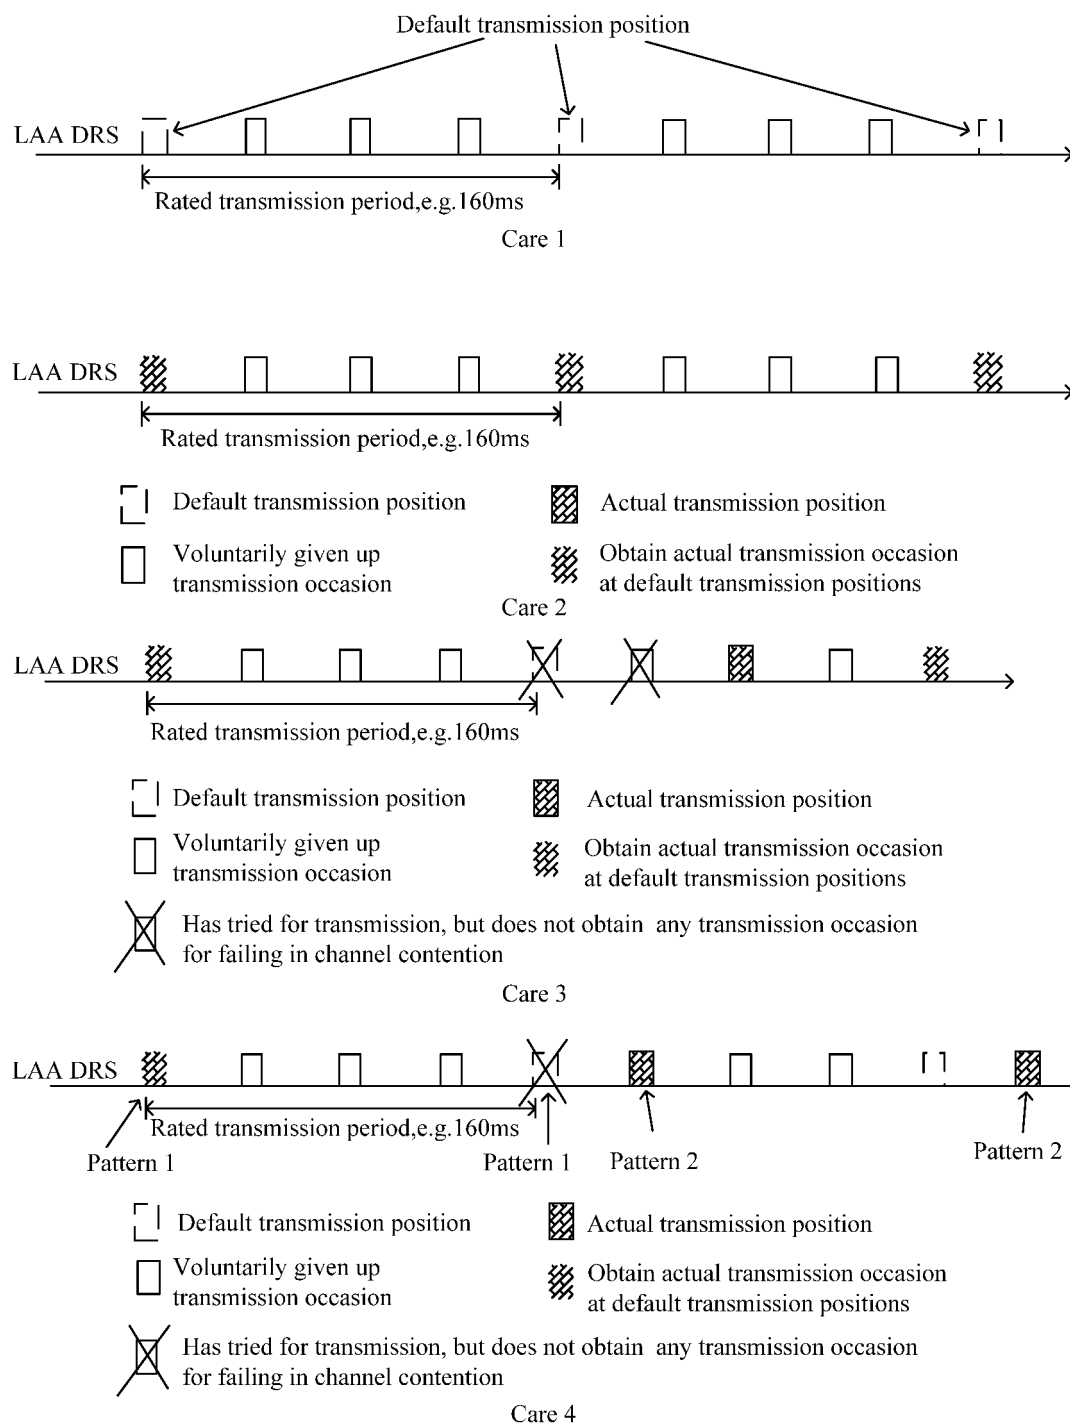 Default transmission position
LAA DRS
Rated transmission period,e.g.160ms
Care 1
LAA DRS
Rated transmission period,e.g.160ms
Default transmission position
Actual transmission position
Voluntarily given up
transmission occasion
Obtain actual transmission occasion
at default transmission positions
Care 2
LAA DRS
Rated transmission period,e.g.160ms
Default transmission position
Actual transmission position
Voluntarily given up
transmission occasion
Obtain actual transmission occasion
at default transmission positions
Has tried for transmission, but does not obtain any transmission occasion
for failing in channel contention
Care 3
LAA DRS
Rated transmission period,e.g.160ms
Pattern 1
Pattern 1
Pattern 2
Pattern 2
Default transmission position
Actual transmission position
Voluntarily given up
transmission occasion
Obtain actual transmission occasion
at default transmission positions
Has tried for transmission, but does not obtain any transmission occasion
for failing in channel contention
Care 4